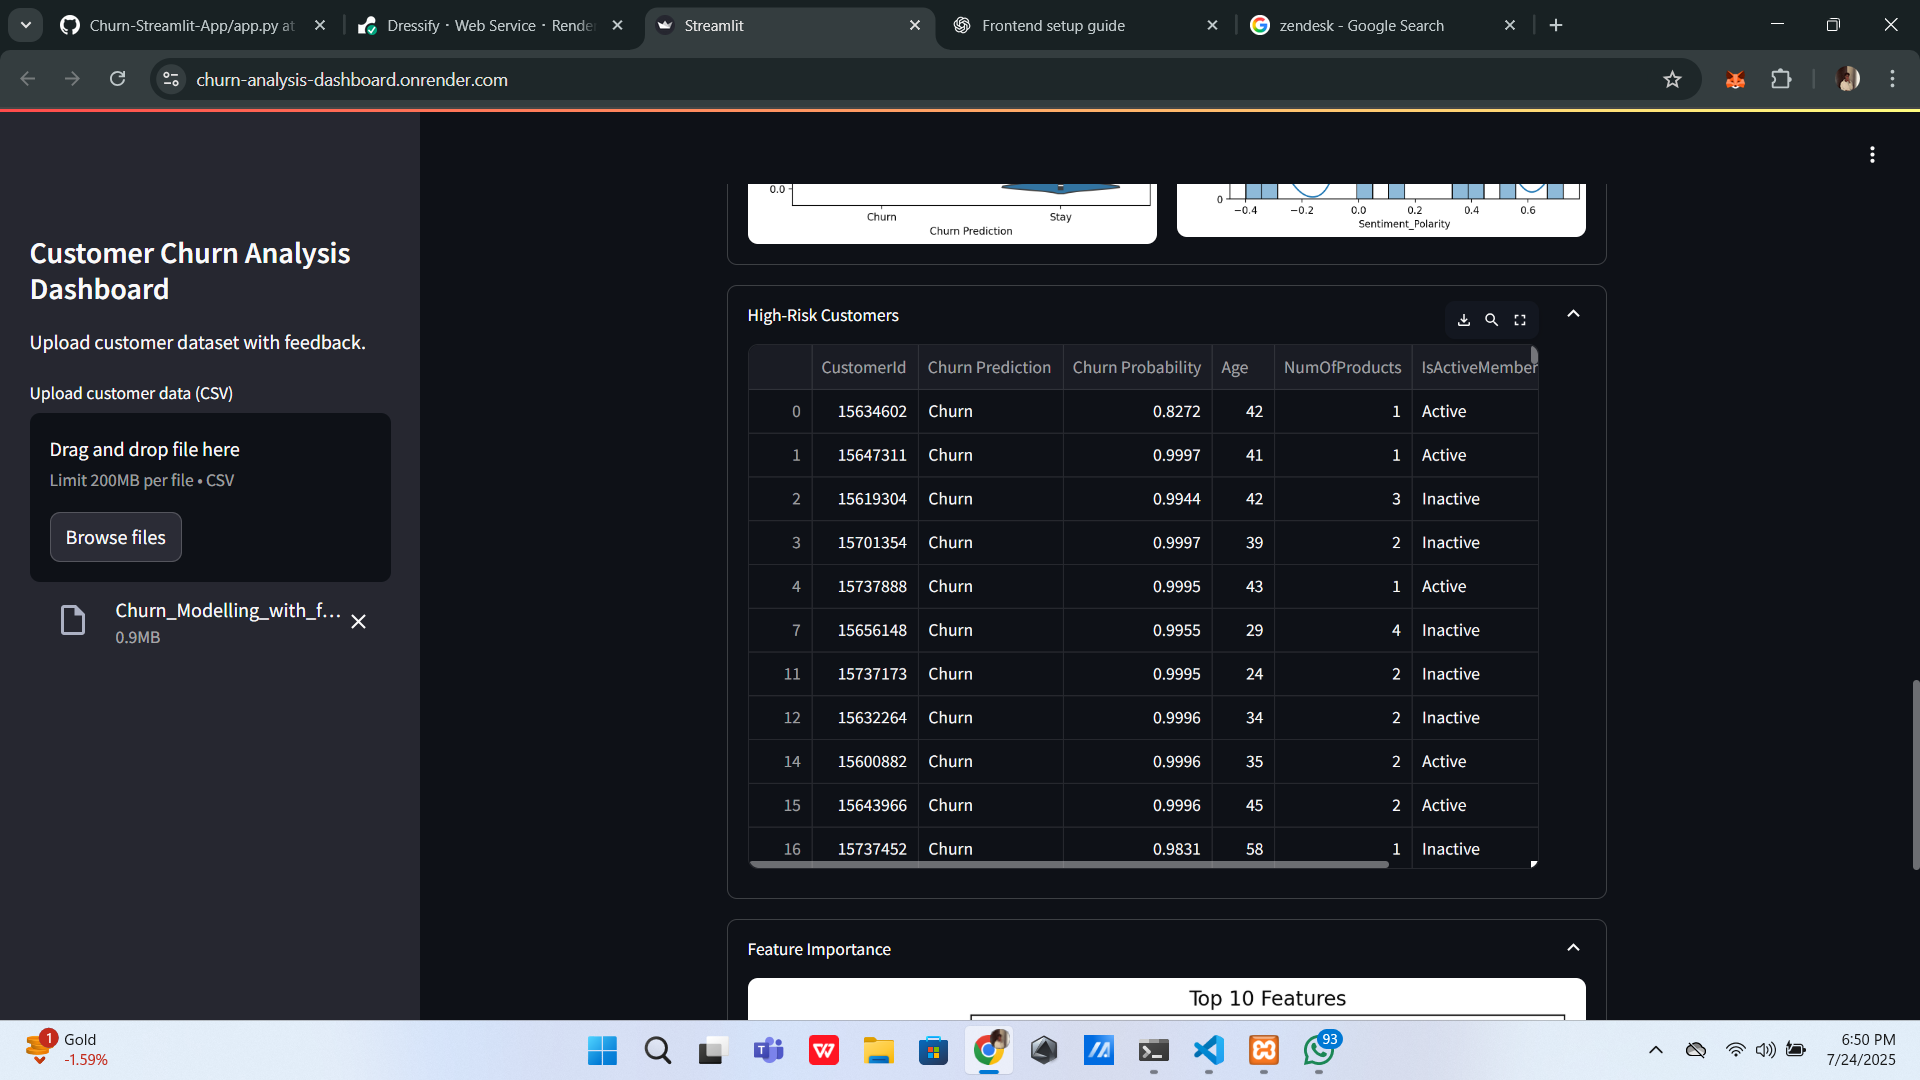 Churn-Streamlit-App/app.py at
Dressify · Web Service · Render
Streamlit
Frontend setup guide
zendesk - Google Search
churn-analysis-dashboard.onrender.com
Customer Churn Analysis
Dashboard
Upload customer dataset with feedback.
Upload customer data (CSV)
Drag and drop file here
Limit 200MB per file • CSV
Browse files
Churn_Modelling_with_f...
0.9MB
0.0
Churn Stay
Churn Prediction
0
−0.4 −0.2 0.0 0.2 0.4 0.6
Sentiment_Polarity
High-Risk Customers
CustomerId Churn Prediction Churn Probability Age NumOfProducts IsActiveMember
0 15634602 Churn 0.8272 42 1 Active
1 15647311 Churn 0.9997 41 1 Active
2 15619304 Churn 0.9944 42 3 Inactive
3 15701354 Churn 0.9997 39 2 Inactive
4 15737888 Churn 0.9995 43 1 Active
7 15656148 Churn 0.9955 29 4 Inactive
11 15737173 Churn 0.9995 24 2 Inactive
12 15632264 Churn 0.9996 34 2 Inactive
14 15600882 Churn 0.9996 35 2 Active
15 15643966 Churn 0.9996 45 2 Active
16 15737452 Churn 0.9831 58 1 Inactive
Feature Importance
Top 10 Features
1
Gold
-1.59%
93
6:50 PM
7/24/2025